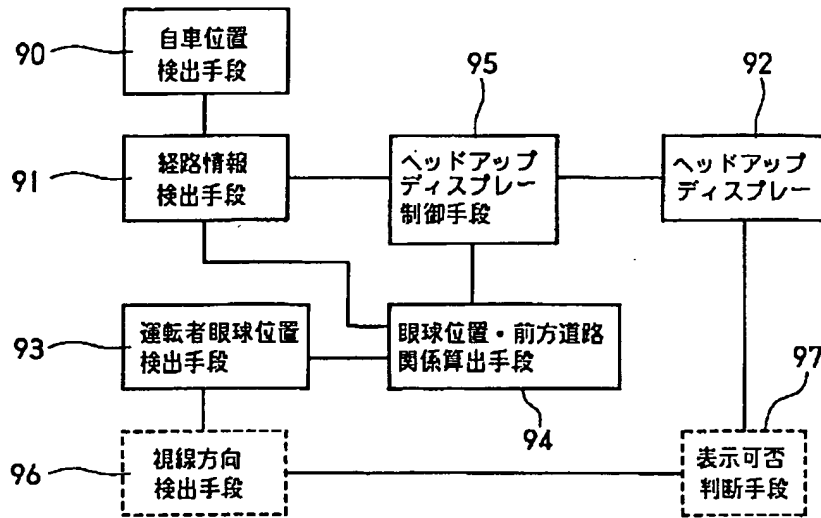 90
自車位置
検出手段
95
92
91
経路情報
検出手段
ヘッドアップ
ディスプレー
制御手段
ヘッドアップ
ディスプレー
93
運転者眼球位置
検出手段
眼球位置・前方道路
関係算出手段
94
97
96
視線方向
検出手段
表示可否
判断手段